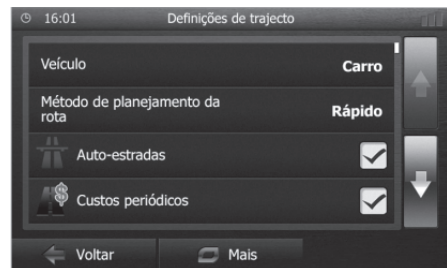 16:01
Definições de trajecto
Veículo
Carro
Método de planejamento da
rota
Rápido
Auto-estradas
Custos periódicos
Voltar
Mais